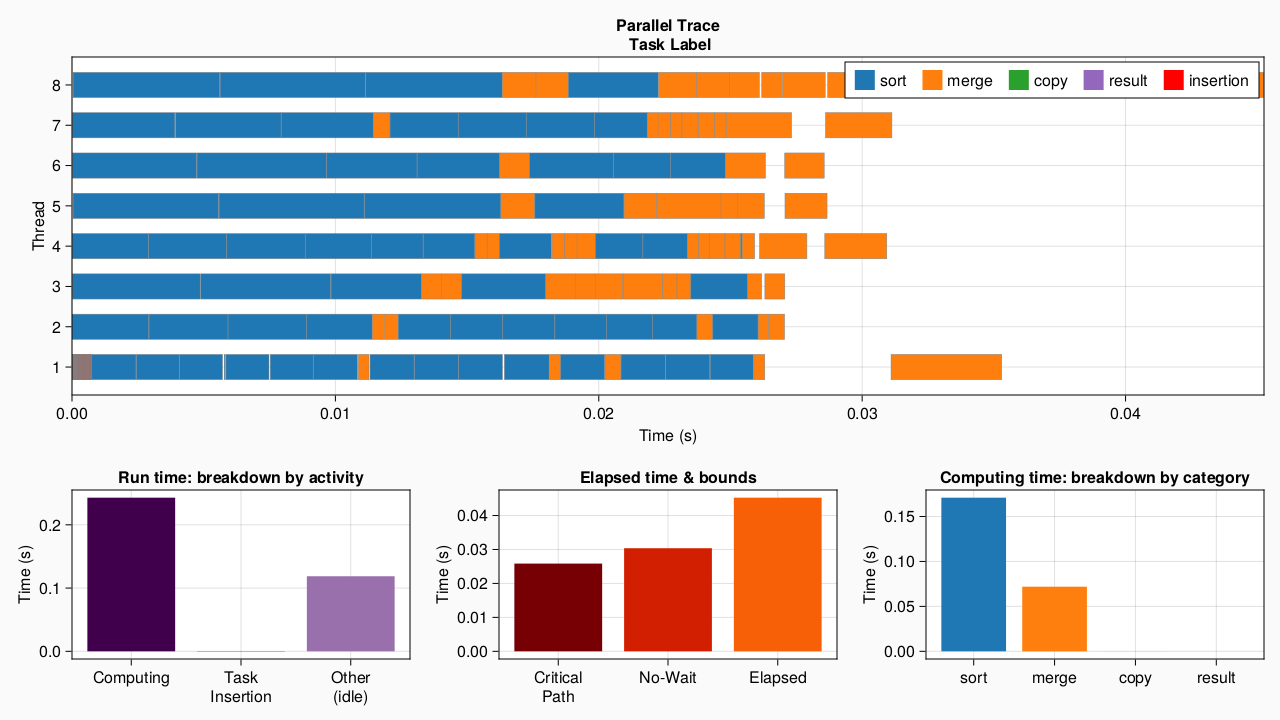 Parallel Trace
Task Label
Thread
8
7
6
5
4
3
2
1
sort merge copy result insertion
0.00 0.01 0.02 0.03 0.04
Time (s)
Run time: breakdown by activity
Time (s)
0.2
0.1
0.0
Computing Task Insertion Other (idle)
Elapsed time & bounds
Time (s)
0.04
0.03
0.02
0.01
0.00
Critical Path No-Wait Elapsed
Computing time: breakdown by category
Time (s)
0.15
0.10
0.05
0.00
sort merge copy result